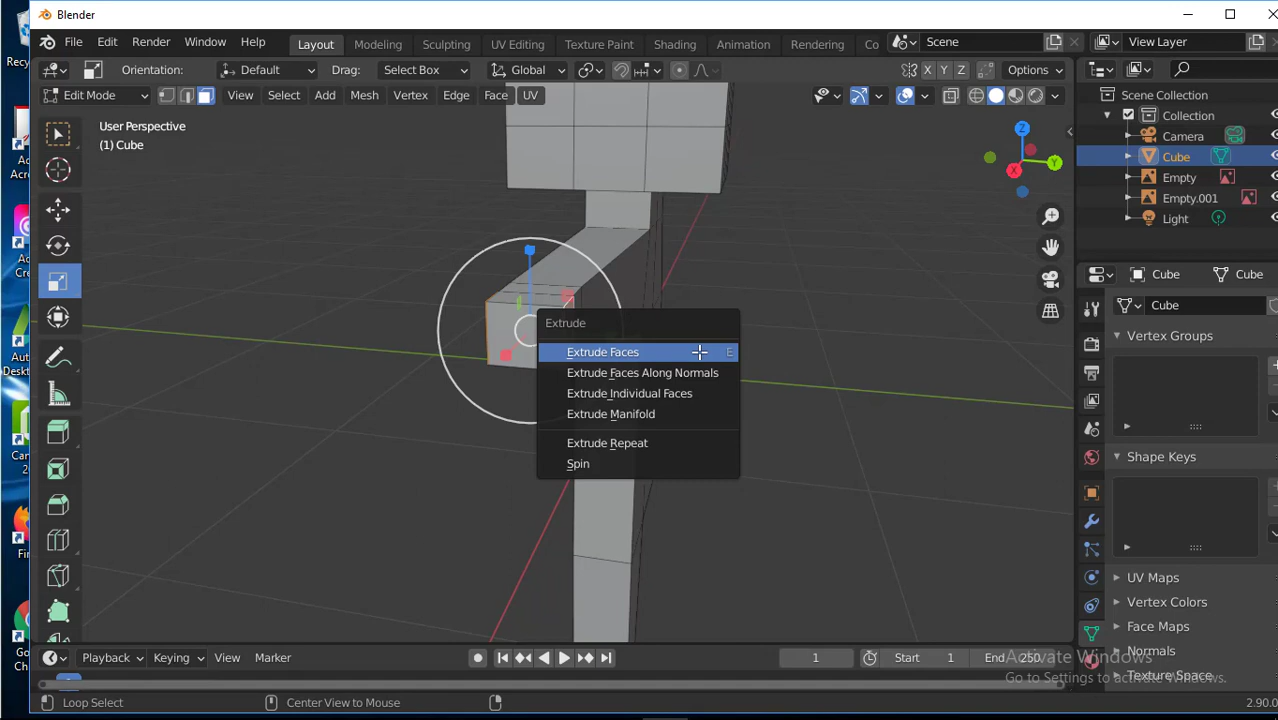 Blender
File Edit Render Window Help Layout Modeling Sculpting UV Editing Texture Paint Shading Animation Rendering Co Scene View Layer
Orientation: Default Drag: Select Box Global X Y Z Options
Edit Mode View Select Add Mesh Vertex Edge Face UV
User Perspective
(1) Cube
Z
Y
X
Scene Collection
Collection
Camera
Cube
Empty
Empty.001
Light
Cube Cube
Cube
Vertex Groups
Shape Keys
UV Maps
Vertex Colors
Face Maps
Normals
Texture Space
Extrude
Extrude Faces E
Extrude Faces Along Normals
Extrude Individual Faces
Extrude Manifold
Extrude Repeat
Spin
Activate Windows
Go to Settings to activate Windows.
Playback Keying View Marker 1 Start 1 End 250
Loop Select Center View to Mouse 2.90.0